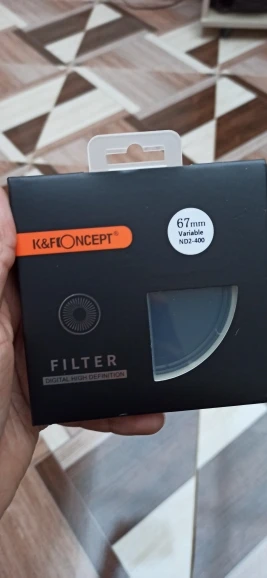 K&F CONCEPT®
67mm
Variable
ND2-400
FILTER
DIGITAL HIGH DEFINITION